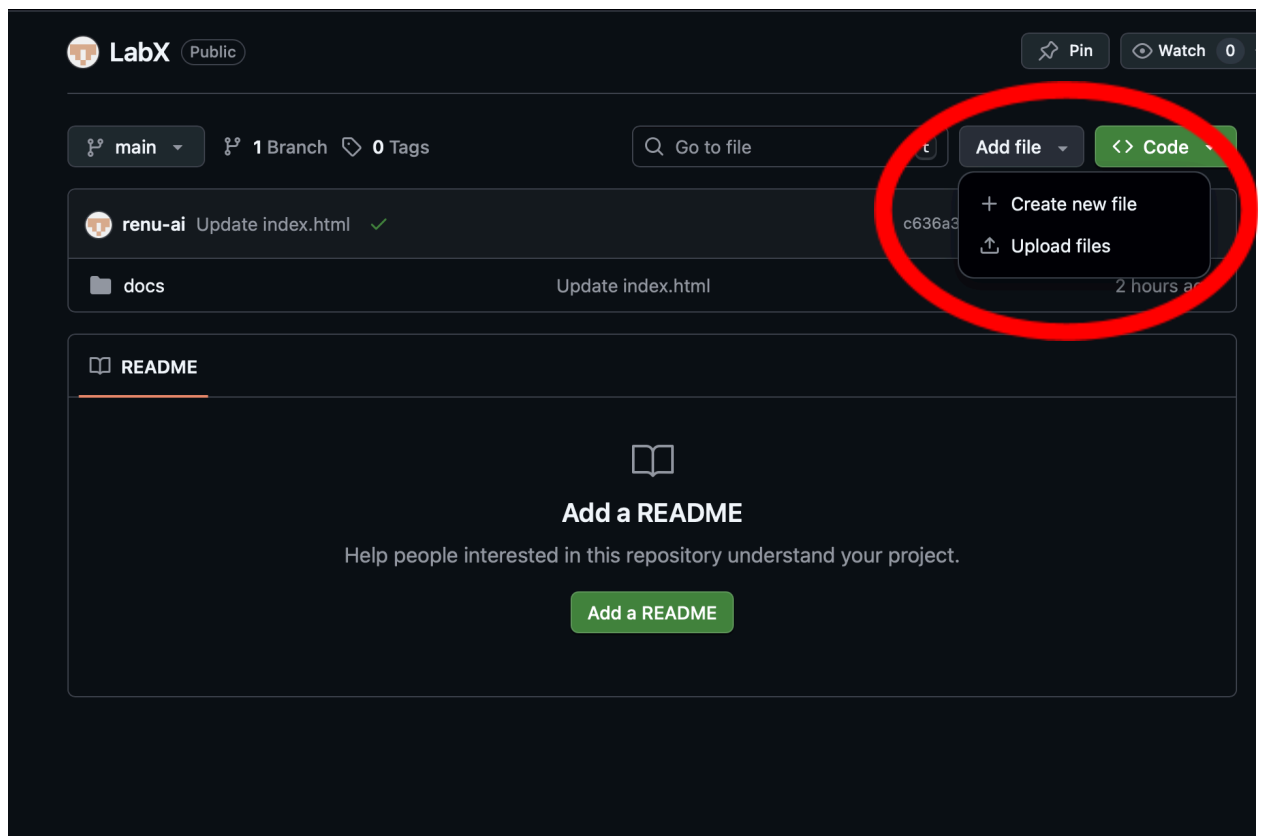 LabX Public Pin Watch 0
main 1 Branch 0 Tags Go to file t Add file <> Code
Create new file
renu-ai Update index.html c636a3
Upload files
docs Update index.html 2 hours
README
Add a README
Help people interested in this repository understand your project.
Add a README